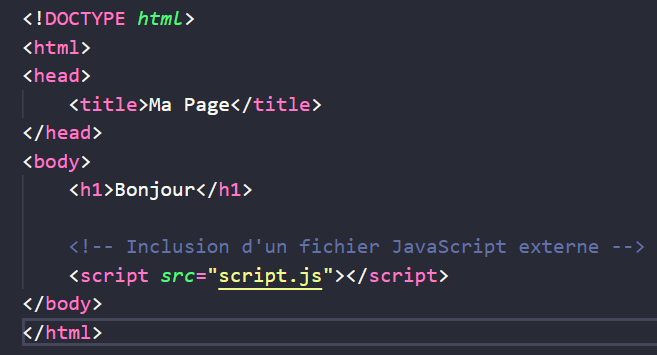 <!DOCTYPE html>
<html>
<head>
    <title>Ma Page</title>
</head>
<body>
    <h1>Bonjour</h1>

    <!-- Inclusion d'un fichier JavaScript externe -->
    <script src="script.js"></script>
</body>
</html>